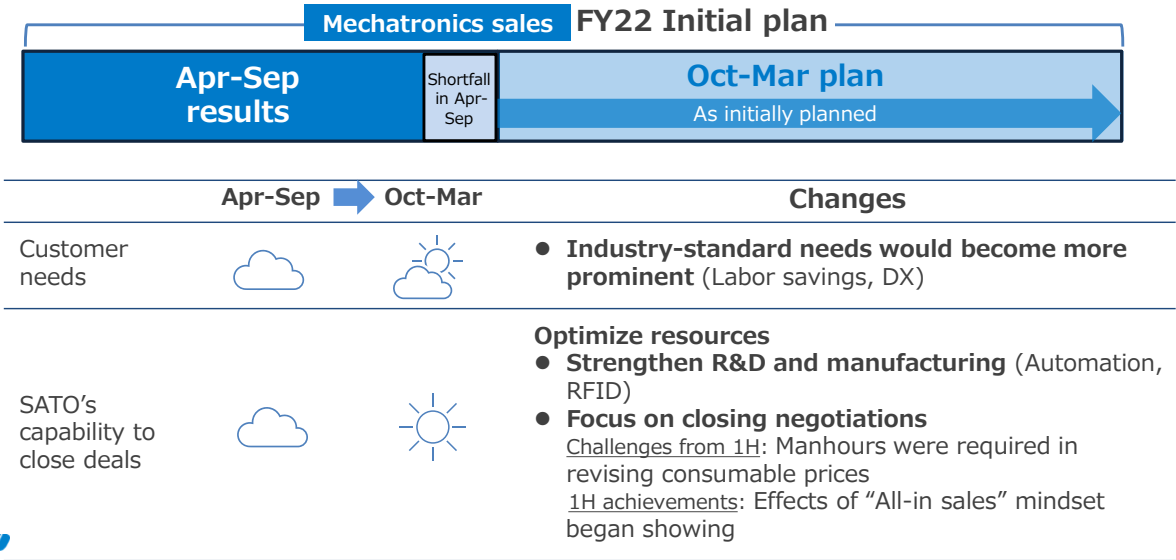 Mechatronics sales FY22 Initial plan
Apr-Sep
results
Shortfall
in Apr-
Sep
Oct-Mar plan
As initially planned
Apr-Sep Oct-Mar Changes
Customer
needs
● Industry-standard needs would become more
prominent (Labor savings, DX)
SATO’s
capability to
close deals
Optimize resources
● Strengthen R&D and manufacturing (Automation,
RFID)
● Focus on closing negotiations
Challenges from 1H: Manhours were required in
revising consumable prices
1H achievements: Effects of “All-in sales” mindset
began showing